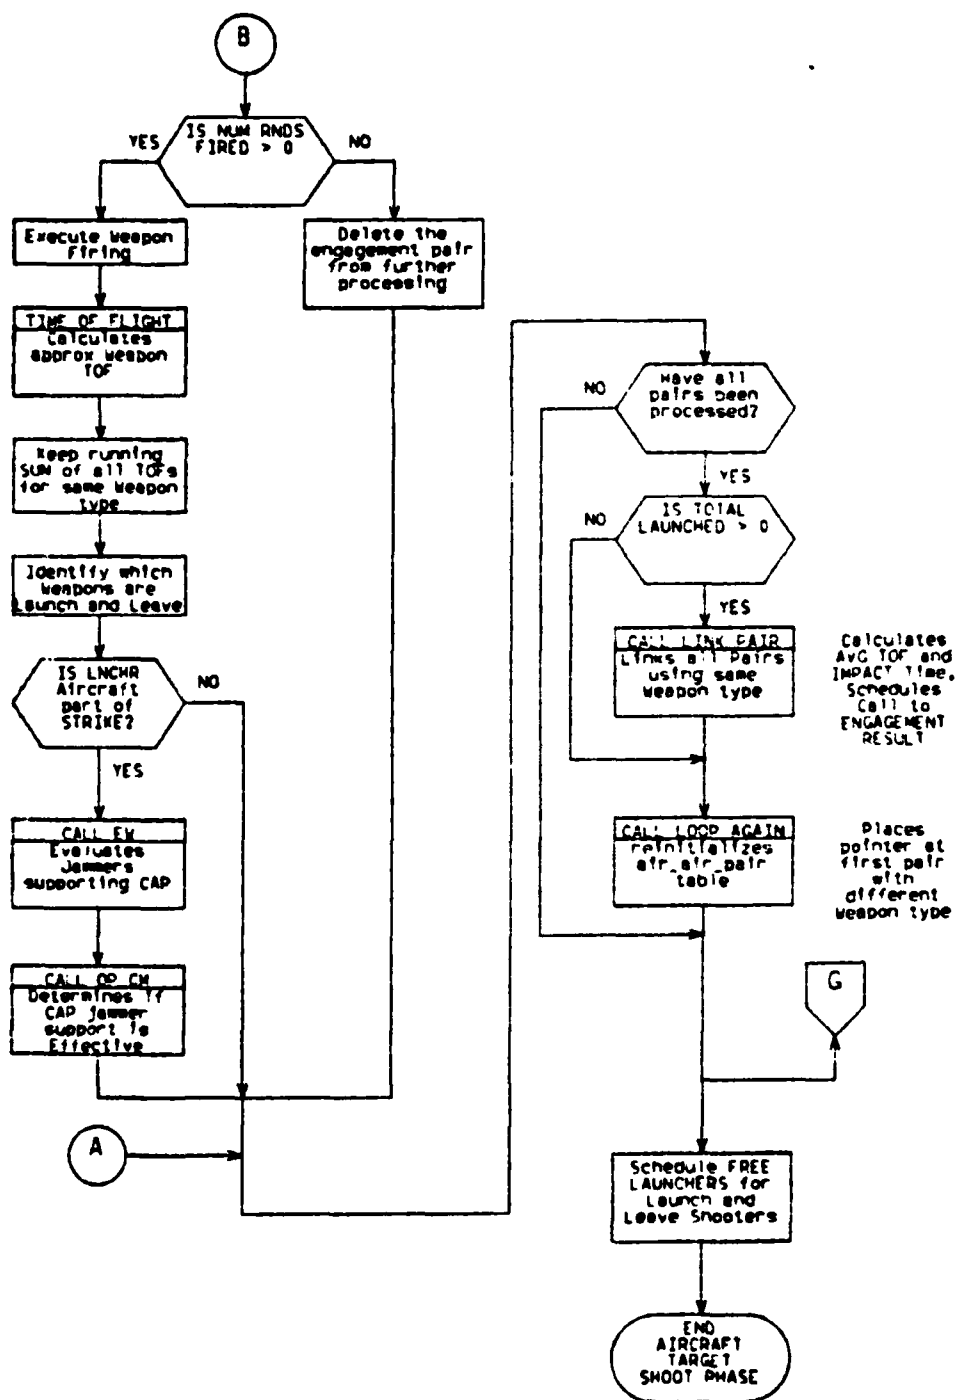 B
IS NUM RNDS
FIRED > 0
YES
NO
Execute Weapon
Firing
Delete the
engagement pair
from further
processing
TIME OF FLIGHT
Calculates
approx Weapon
TOF
Keep running
SUM of all TOFs
for same Weapon
type
Identify which
Weapons are
Launch and Leave
IS LNCHR
Aircraft
part of
STRIKE?
NO
YES
CALL EW
Evaluates
Jammers
supporting CAP
CALL OP CM
Determines if
CAP jammer
support is
Effective
A
Have all
pairs been
processed?
NO
YES
IS TOTAL
LAUNCHED > 0
NO
YES
CALL LINK PAIR
Links all Pairs
using same
Weapon type
Calculates
AVG TOF and
IMPACT Time,
Schedules
Call to
ENGAGEMENT
RESULT
CALL LOOP AGAIN
reinitializes
air_air_pair
table
Places
pointer at
first pair
with
different
Weapon type
G
Schedule FREE
LAUNCHERS for
Launch and
Leave Shooters
END
AIRCRAFT
TARGET
SHOOT PHASE